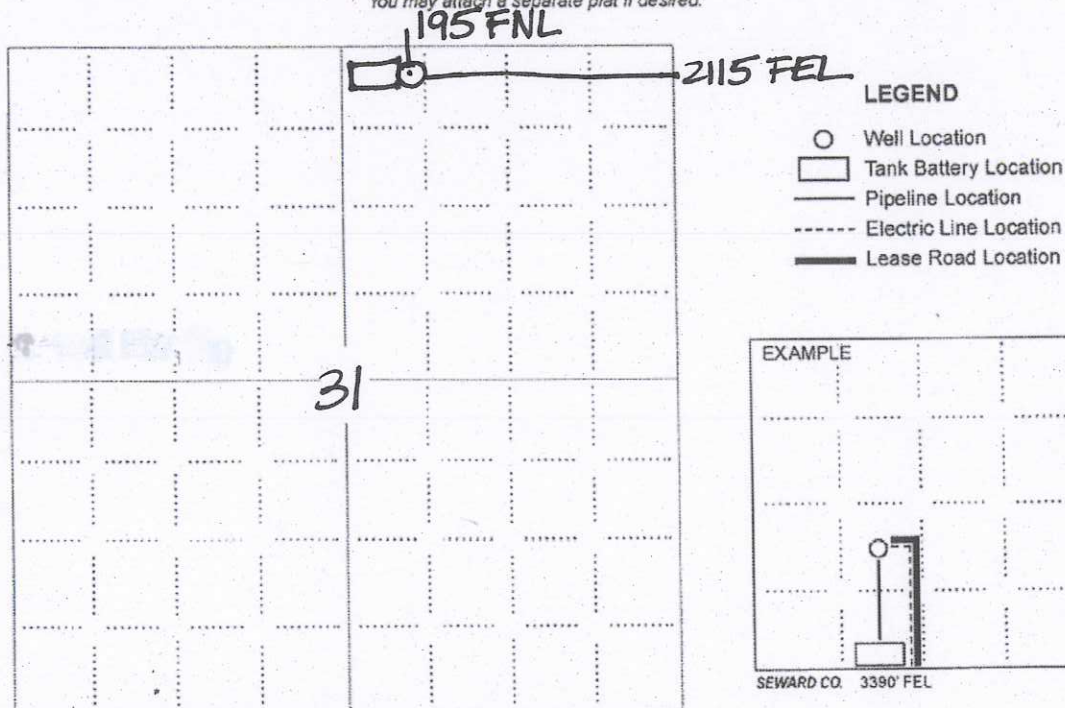 You may attach a separate plat if desired.
195 FNL
2115 FEL
LEGEND
Well Location
Tank Battery Location
Pipeline Location
Electric Line Location
Lease Road Location
31
EXAMPLE
SEWARD CO. 3390' FEL